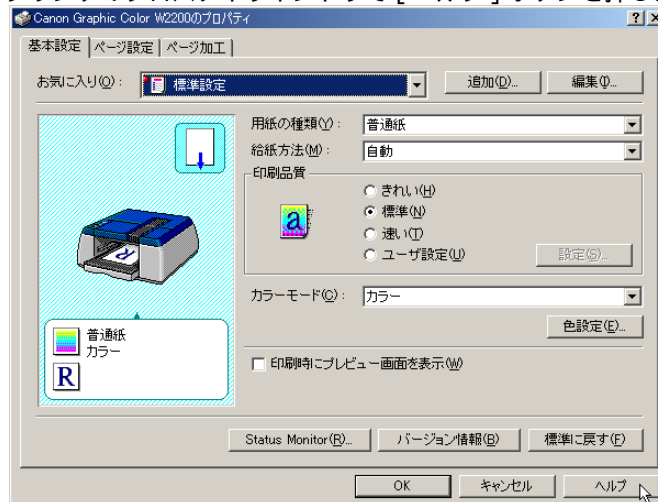 Canon Graphic Color W2200のプロパティ
基本設定 ページ設定 ページ加工
お気に入り(O): 標準設定 追加(D)... 編集(I)...
用紙の種類(Y): 普通紙
給紙方法(M): 自動
印刷品質
きれい(H)
a
標準(N)
速い(T)
ユーザ設定(U) 設定(S)...
カラーモード(C): カラー
普通紙
カラー
色設定(E)...
R
印刷時にプレビュー画面を表示(W)
Status Monitor(R)... バージョン情報(B) 標準に戻す(F)
OK キャンセル ヘルプ